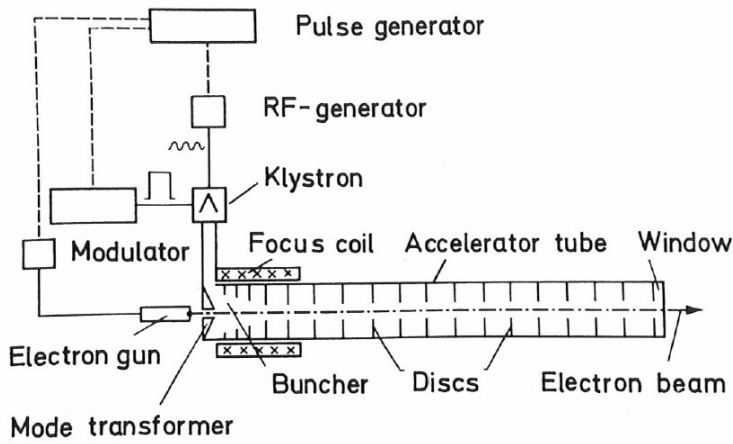 Pulse generator
RF-generator
Klystron
Modulator
Focus coil
Accelerator tube
Window
Electron gun
Buncher
Discs
Electron beam
Mode transformer